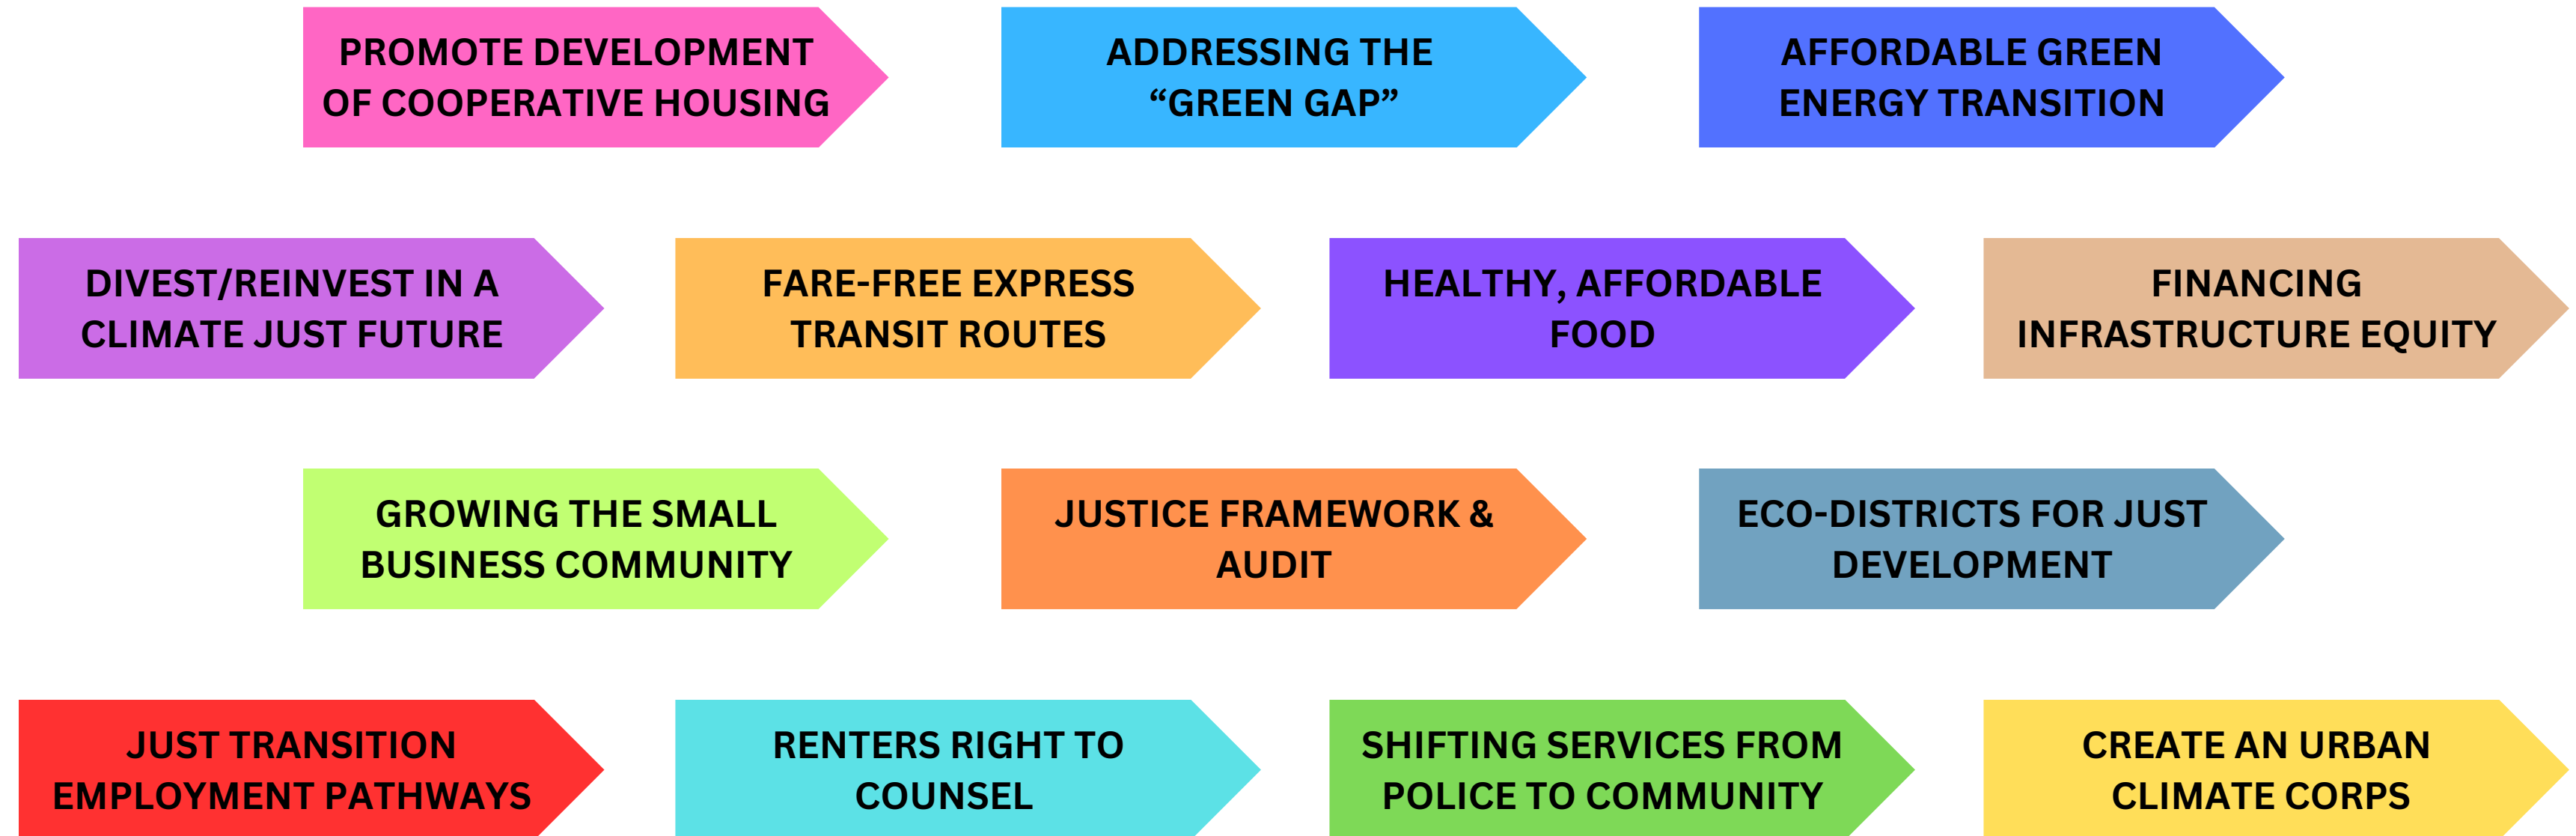 PROMOTE DEVELOPMENT
OF COOPERATIVE HOUSING
ADDRESSING THE
“GREEN GAP”
AFFORDABLE GREEN
ENERGY TRANSITION
DIVEST/REINVEST IN A
CLIMATE JUST FUTURE
FARE-FREE EXPRESS
TRANSIT ROUTES
HEALTHY, AFFORDABLE
FOOD
FINANCING
INFRASTRUCTURE EQUITY
GROWING THE SMALL
BUSINESS COMMUNITY
JUSTICE FRAMEWORK &
AUDIT
ECO-DISTRICTS FOR JUST
DEVELOPMENT
JUST TRANSITION
EMPLOYMENT PATHWAYS
RENTERS RIGHT TO
COUNSEL
SHIFTING SERVICES FROM
POLICE TO COMMUNITY
CREATE AN URBAN
CLIMATE CORPS